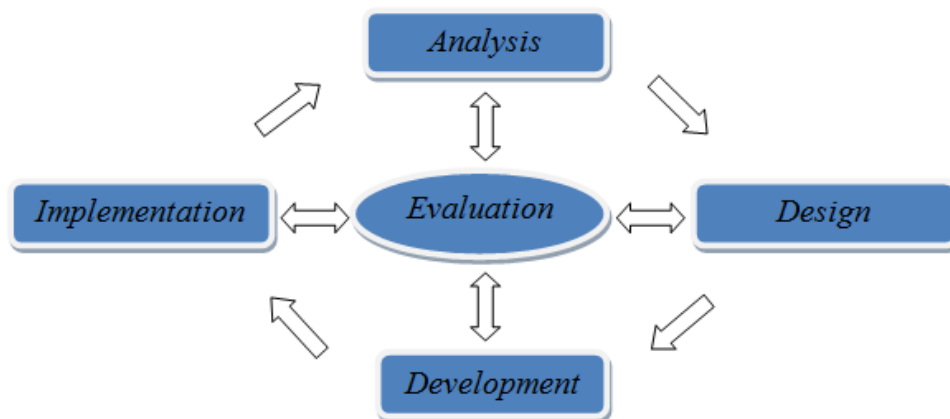 Analysis
Implementation
Evaluation
Design
Development